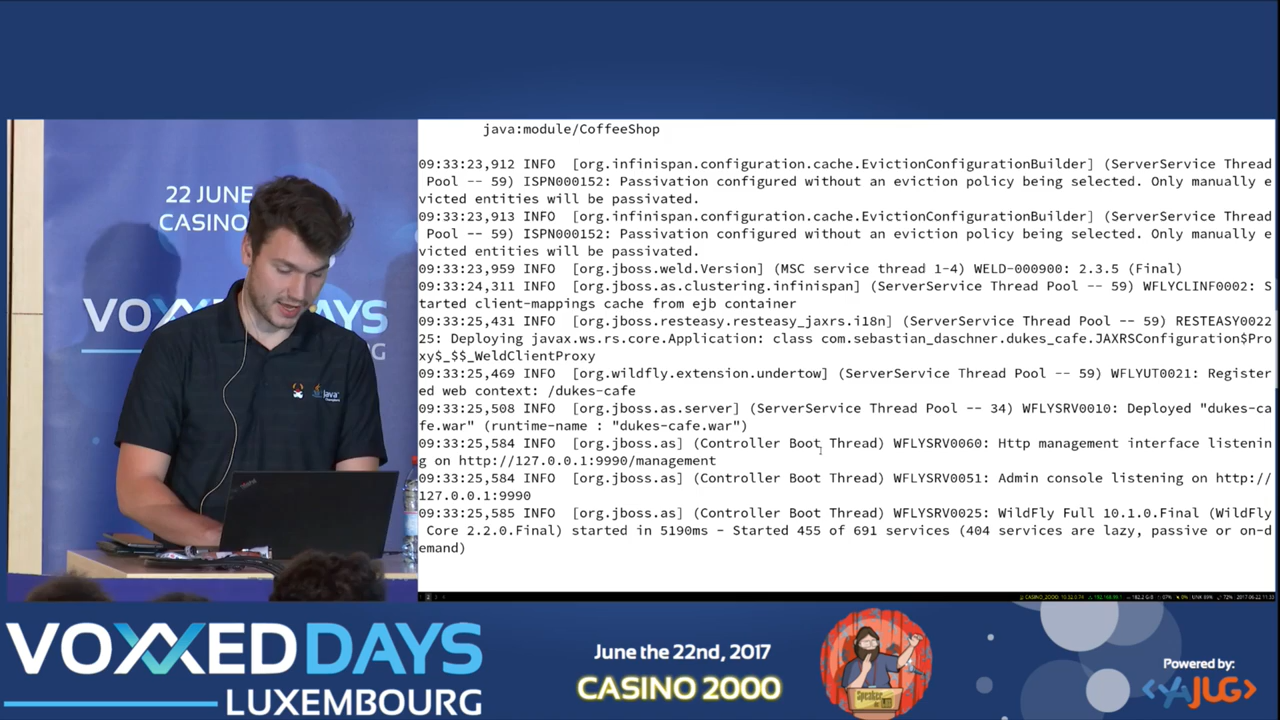 22 JUNE
CASINO
VOXXED DAYS
G
Java
java:module/CoffeeShop
09:33:23,912 INFO  [org.infinispan.configuration.cache.EvictionConfigurationBuilder] (ServerService Thread
 Pool -- 59) ISPN000152: Passivation configured without an eviction policy being selected. Only manually e
victed entities will be passivated.
09:33:23,913 INFO  [org.infinispan.configuration.cache.EvictionConfigurationBuilder] (ServerService Thread
 Pool -- 59) ISPN000152: Passivation configured without an eviction policy being selected. Only manually e
victed entities will be passivated.
09:33:23,959 INFO  [org.jboss.weld.Version] (MSC service thread 1-4) WELD-000900: 2.3.5 (Final)
09:33:24,311 INFO  [org.jboss.as.clustering.infinispan] (ServerService Thread Pool -- 59) WFLYCLINF0002: S
tarted client-mappings cache from ejb container
09:33:25,431 INFO  [org.jboss.resteasy.resteasy_jaxrs.i18n] (ServerService Thread Pool -- 59) RESTEASY0022
25: Deploying javax.ws.rs.core.Application: class com.sebastian_daschner.dukes_cafe.JAXRSConfiguration$Pro
xy$_$$_WeldClientProxy
09:33:25,469 INFO  [org.wildfly.extension.undertow] (ServerService Thread Pool -- 59) WFLYUT0021: Register
ed web context: /dukes-cafe
09:33:25,508 INFO  [org.jboss.as.server] (ServerService Thread Pool -- 34) WFLYSRV0010: Deployed "dukes-ca
fe.war" (runtime-name : "dukes-cafe.war")
09:33:25,584 INFO  [org.jboss.as] (Controller Boot Thread) WFLYSRV0060: Http management interface listenin
g on http://127.0.0.1:9990/management
09:33:25,584 INFO  [org.jboss.as] (Controller Boot Thread) WFLYSRV0051: Admin console listening on http://
127.0.0.1:9990
09:33:25,585 INFO  [org.jboss.as] (Controller Boot Thread) WFLYSRV0025: WildFly Full 10.1.0.Final (WildFly
 Core 2.2.0.Final) started in 5190ms - Started 455 of 691 services (404 services are lazy, passive or on-d
emand)
VOXXED DAYS
LUXEMBOURG
June the 22nd, 2017
CASINO 2000
Speaker
Powered by:
YAJUG